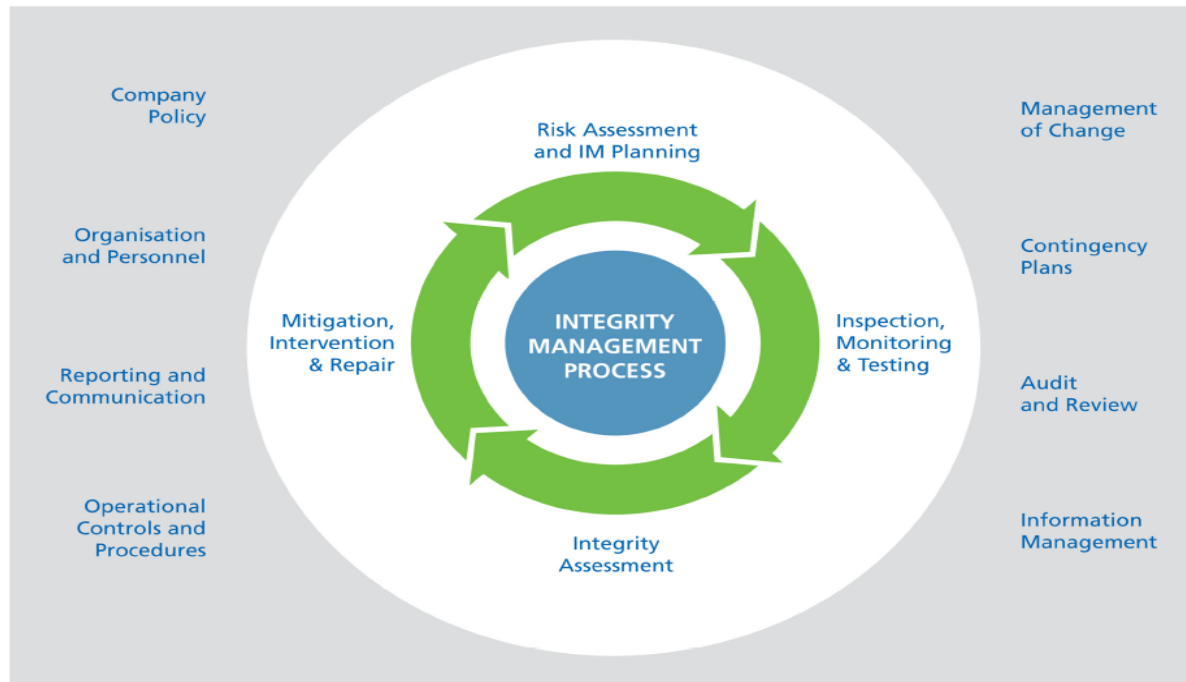 Company
Policy
Organisation
and Personnel
Reporting and
Communication
Operational
Controls and
Procedures
Risk Assessment
and IM Planning
Mitigation,
Intervention
& Repair
INTEGRITY
MANAGEMENT
PROCESS
Inspection,
Monitoring
& Testing
Integrity
Assessment
Management
of Change
Contingency
Plans
Audit
and Review
Information
Management